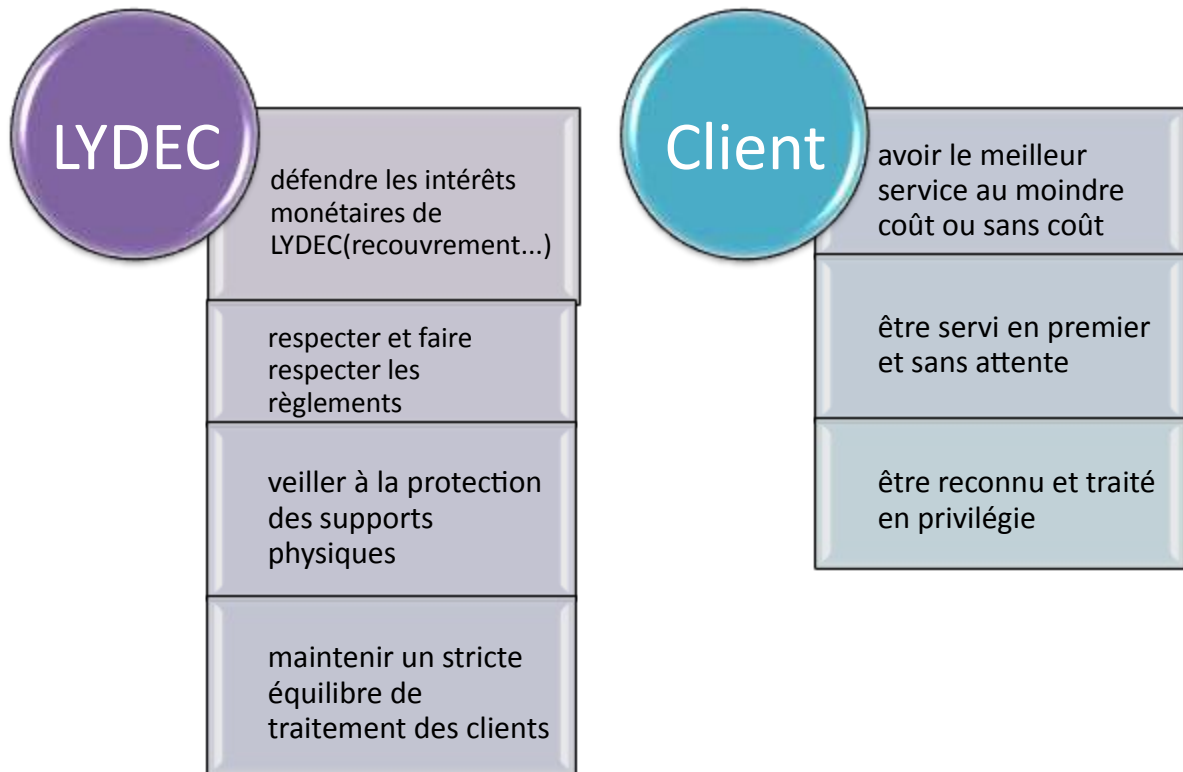 LYDEC
défendre les intérêts
monétaires de
LYDEC(recouvrement...)
respecter et faire
respecter les
règlements
veiller à la protection
des supports
physiques
maintenir un stricte
équilibre de
traitement des clients
Client
avoir le meilleur
service au moindre
coût ou sans coût
être servi en premier
et sans attente
être reconnu et traité
en privilégie